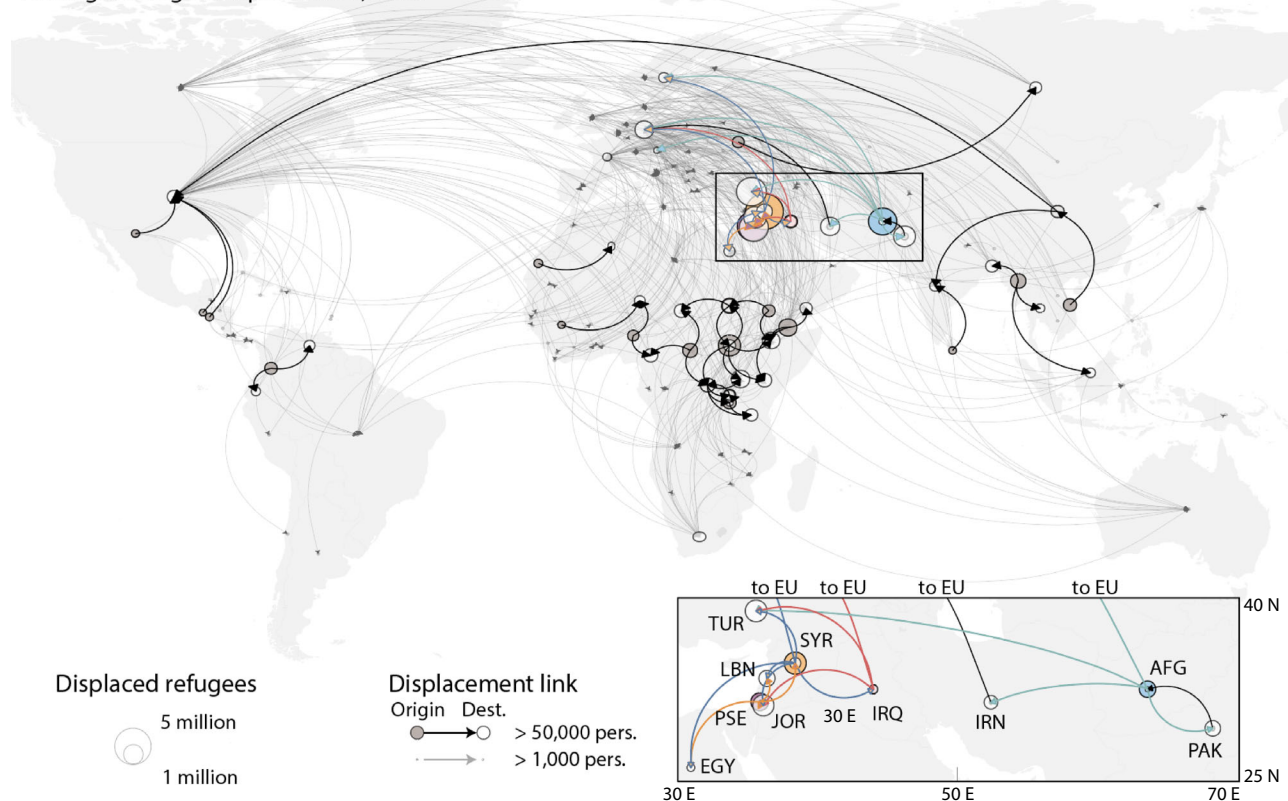 to EU to EU to EU to EU
40 N
TUR
SYR
LBN
AFG
PSE
JOR
30 E
IRQ
IRN
PAK
EGY
25 N
30 E 50 E 70 E
Displaced refugees
5 million
1 million
Displacement link
Origin Dest.
> 50,000 pers.
> 1,000 pers.